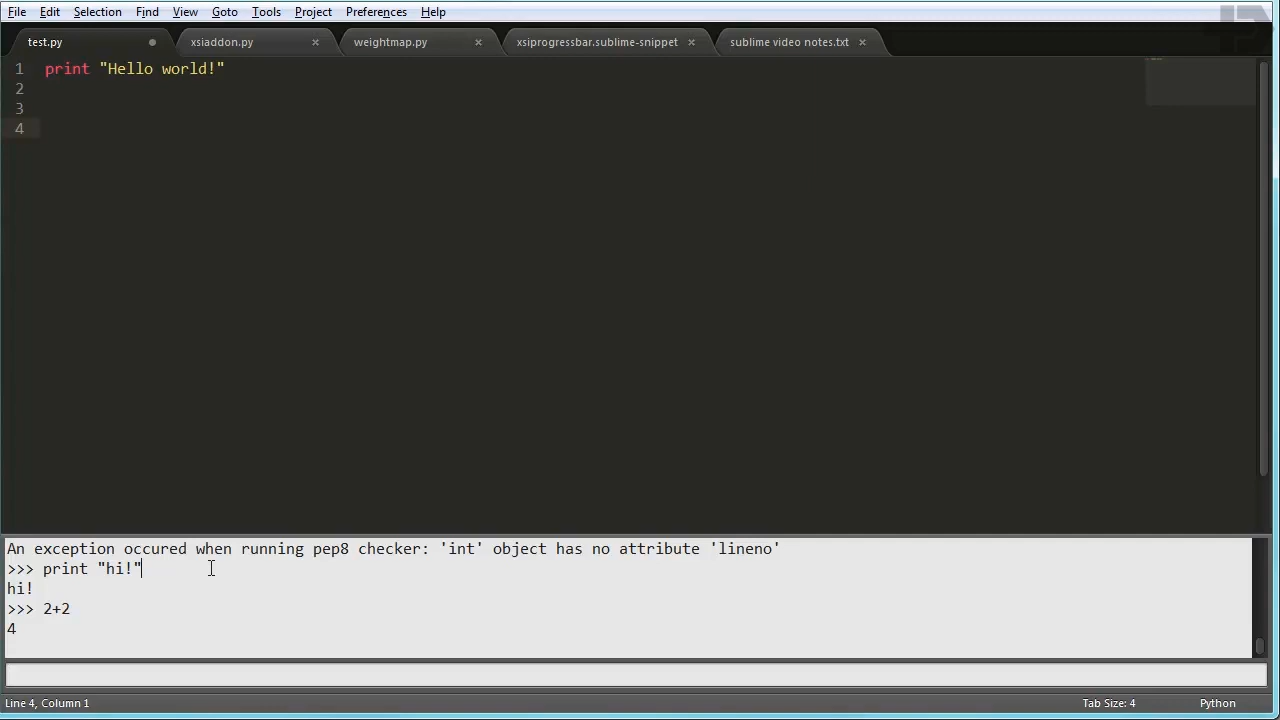 File Edit Selection Find View Goto Tools Project Preferences Help
test.py xsiaddon.py weightmap.py xsiprogressbar.sublime-snippet sublime video notes.txt
1 print "Hello world!"
2
3
4
An exception occured when running pep8 checker: 'int' object has no attribute 'lineno'
>>> print "hi!"
hi!
>>> 2+2
4
Line 4, Column 1 Tab Size: 4 Python